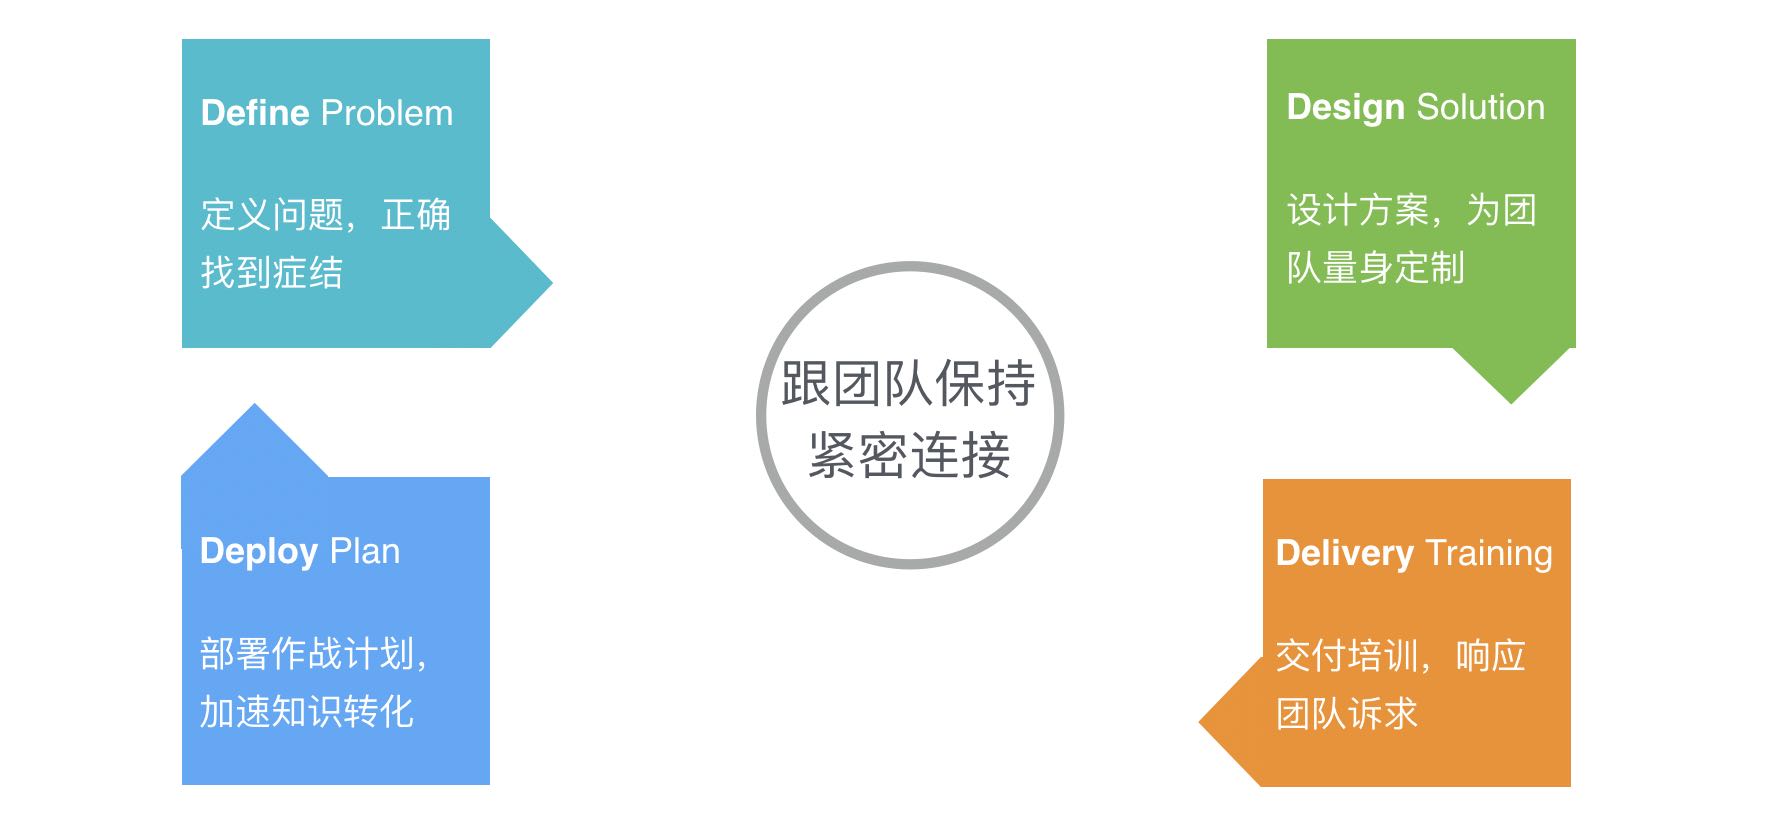 Define Problem
定义问题，正确
找到症结
Design Solution
设计方案，为团
队量身定制
跟团队保持
紧密连接
Deploy Plan
部署作战计划，
加速知识转化
Delivery Training
交付培训，响应
团队诉求